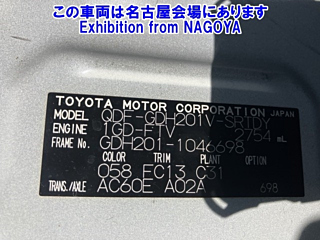 この車両は名古屋会場にあります
Exhibition from NAGOYA
TOYOTA MOTOR CORPORATION JAPAN
MODEL QDF-GDH201V-SRTDY
ENGINE 1GD-FTV 2754 mL
FRAME No. GDH201-1046698
COLOR TRIM PLANT OPTION
058 FC13 C31
TRANS./AXLE AC60E A02A 698